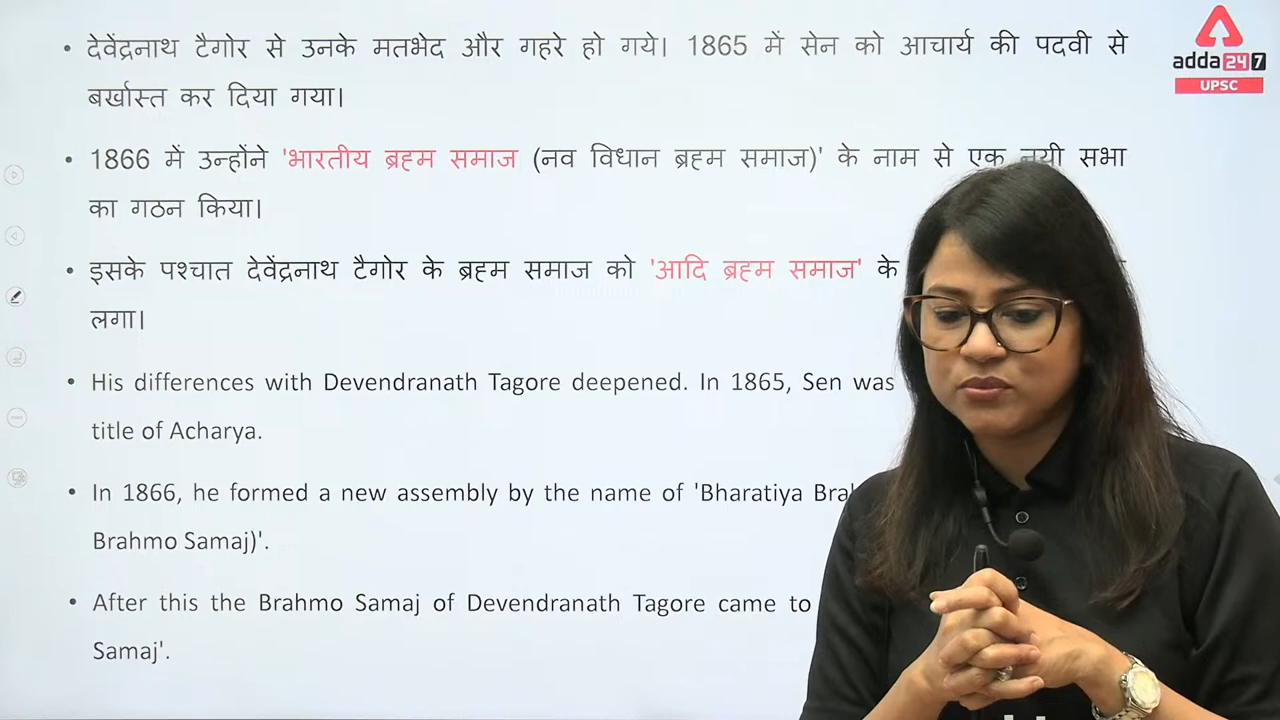 • देवेंद्रनाथ टैगोर से उनके मतभेद और गहरे हो गये। 1865 में सेन को आचार्य की पदवी से
बर्खास्त कर दिया गया।
• 1866 में उन्होंने 'भारतीय ब्रह्म समाज (नव विधान ब्रह्म समाज)' के नाम से एक नयी सभा
का गठन किया।
• इसके पश्चात देवेंद्रनाथ टैगोर के ब्रह्म समाज को 'आदि ब्रह्म समाज' के
लगा।
• His differences with Devendranath Tagore deepened. In 1865, Sen was
title of Acharya.
• In 1866, he formed a new assembly by the name of 'Bharatiya
Brahmo Samaj)'.
• After this the Brahmo Samaj of Devendranath Tagore came to
Samaj'.
adda247
UPSC